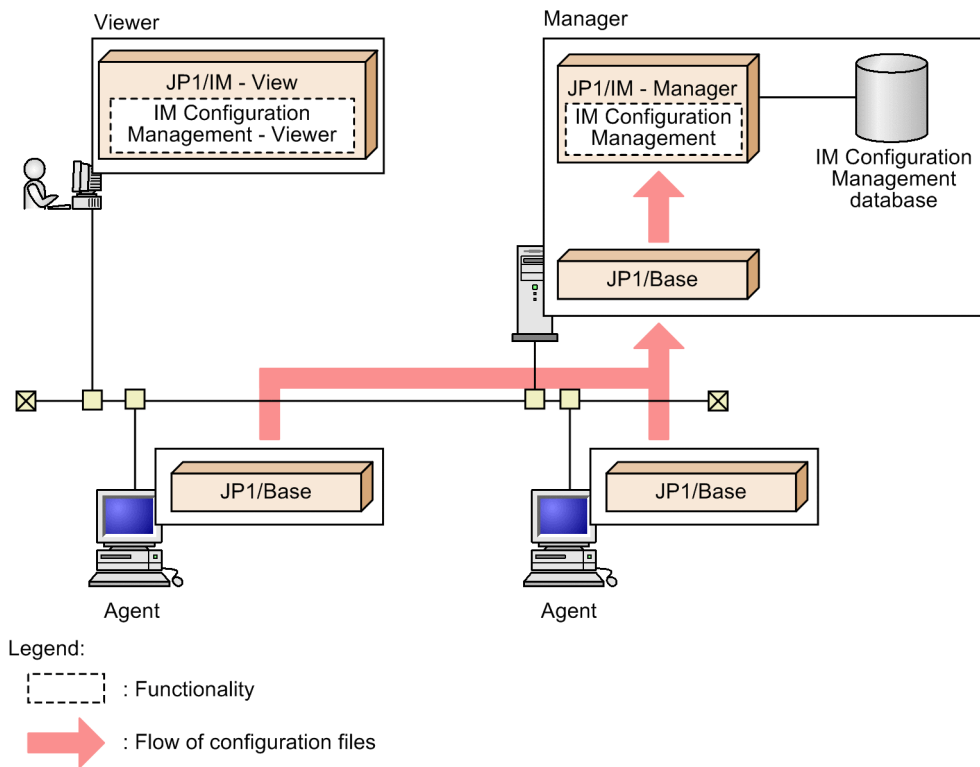 Viewer
JP1/IM - View
IM Configuration
Management - Viewer
Manager
JP1/IM - Manager
IM Configuration
Management
IM Configuration
Management
database
JP1/Base
JP1/Base
Agent
JP1/Base
Agent
Legend:
: Functionality
: Flow of configuration files